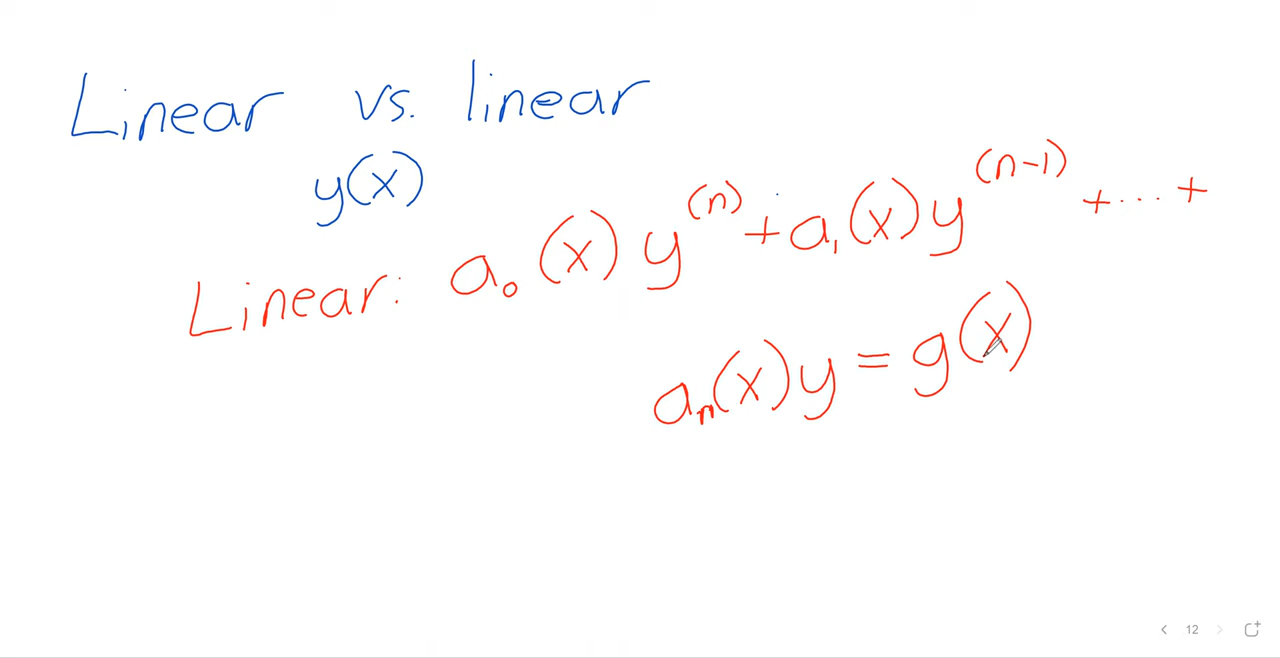 Linear vs. linear
y(x)
Linear: a₀(x)y⁽ⁿ⁾+a₁(x)y⁽ⁿ⁻¹⁾+...+
aₙ(x)y=g(x)
12